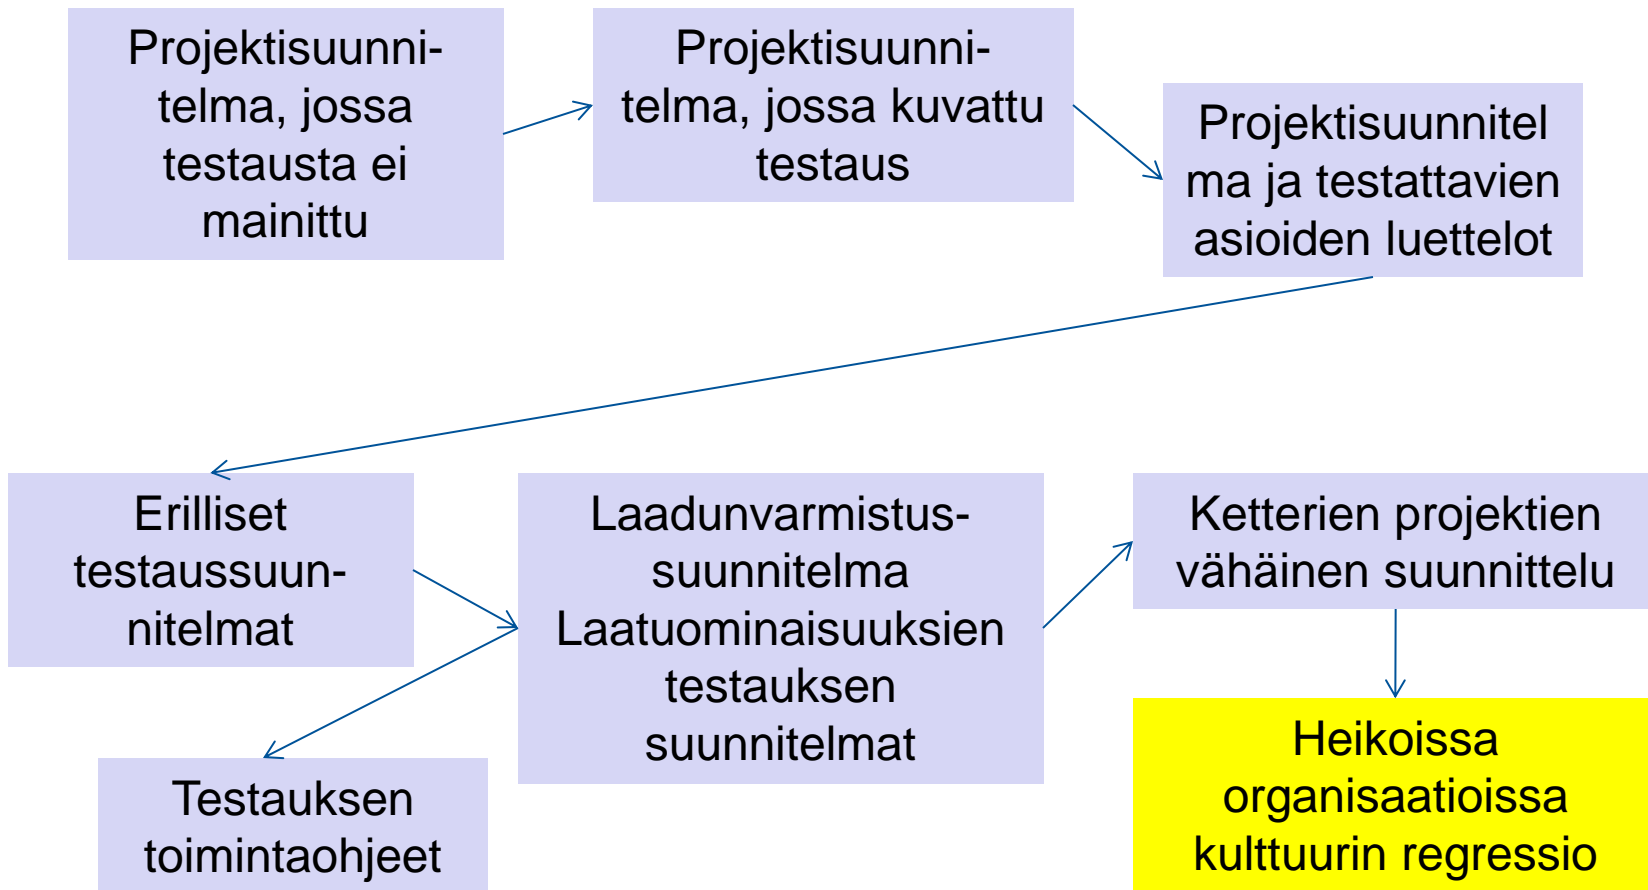 Projektisuunni-
telma, jossa
testausta ei
mainittu
Projektisuunni-
telma, jossa kuvattu
testaus
Projektisuunnitel
ma ja testattavien
asioiden luettelot
Erilliset
testaussuun-
nitelmat
Laadunvarmistus-
suunnitelma
Laatuominaisuuksien
testauksen
suunnitelmat
Ketterien projektien
vähäinen suunnittelu
Testauksen
toimintaohjeet
Heikoissa
organisaatioissa
kulttuurin regressio